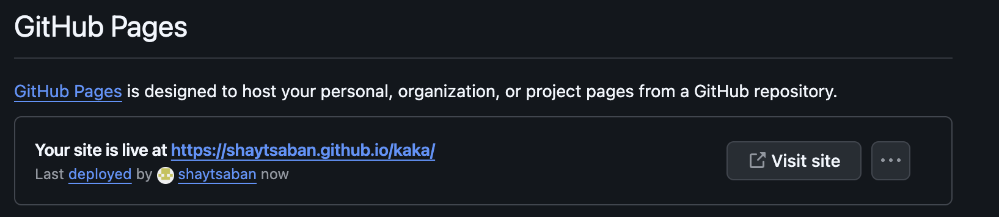 GitHub Pages
GitHub Pages is designed to host your personal, organization, or project pages from a GitHub repository.
Your site is live at https://shaytsaban.github.io/kaka/
Last deployed by shaytsaban now
Visit site